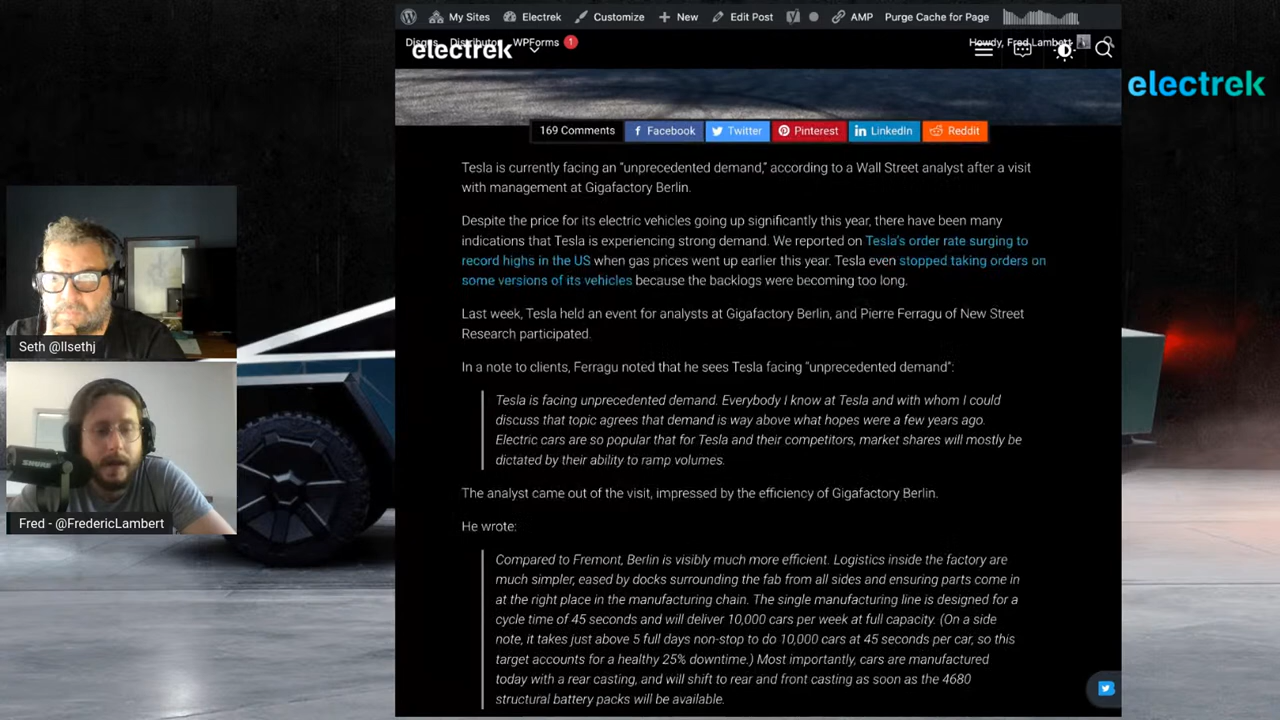 My Sites Electrek Customize New Edit Post AMP Purge Cache for Page
Disqus Distributor WPForms 1 Howdy, Fred Lambert
electrek
electrek
169 Comments Facebook Twitter Pinterest LinkedIn Reddit
Tesla is currently facing an “unprecedented demand,” according to a Wall Street analyst after a visit
with management at Gigafactory Berlin.
Despite the price for its electric vehicles going up significantly this year, there have been many
indications that Tesla is experiencing strong demand. We reported on Tesla’s order rate surging to
record highs in the US when gas prices went up earlier this year. Tesla even stopped taking orders on
some versions of its vehicles because the backlogs were becoming too long.
Last week, Tesla held an event for analysts at Gigafactory Berlin, and Pierre Ferragu of New Street
Research participated.
In a note to clients, Ferragu noted that he sees Tesla facing “unprecedented demand”:
Tesla is facing unprecedented demand. Everybody I know at Tesla and with whom I could
discuss that topic agrees that demand is way above what hopes were a few years ago.
Electric cars are so popular that for Tesla and their competitors, market shares will mostly be
dictated by their ability to ramp volumes.
The analyst came out of the visit, impressed by the efficiency of Gigafactory Berlin.
He wrote:
Compared to Fremont, Berlin is visibly much more efficient. Logistics inside the factory are
much simpler, eased by docks surrounding the fab from all sides and ensuring parts come in
at the right place in the manufacturing chain. The single manufacturing line is designed for a
cycle time of 45 seconds and will deliver 10,000 cars per week at full capacity. (On a side
note, it takes just above 5 full days non-stop to do 10,000 cars at 45 seconds per car, so this
target accounts for a healthy 25% downtime.) Most importantly, cars are manufactured
today with a rear casting, and will shift to rear and front casting as soon as the 4680
structural battery packs will be available.
Seth @llsethj
SHURE
Fred - @FredericLambert